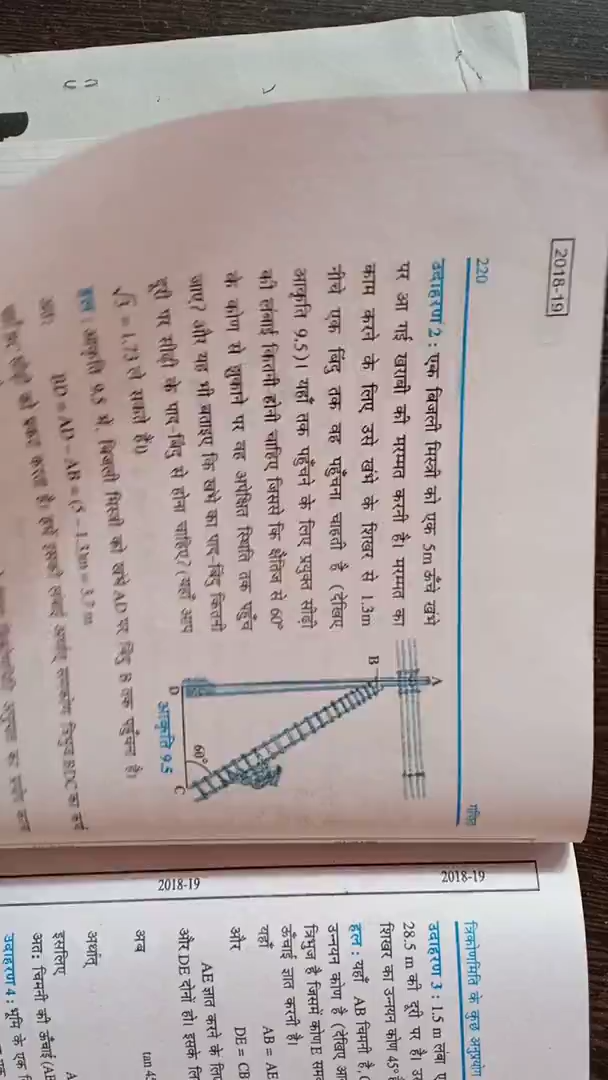 2018-19
220
गणित
उदाहरण 2 : एक बिजली मिस्त्री को एक 5m ऊँचे खंभे
पर आ गई खराबी की मरम्मत करनी है। मरम्मत का
काम करने के लिए उसे खंभे के शिखर से 1.3m
नीचे एक बिंदु तक वह पहुँचना चाहती है (देखिए
आकृति 9.5)। यहाँ तक पहुँचने के लिए प्रयुक्त सीढ़ी
की लंबाई कितनी होनी चाहिए जिससे कि क्षैतिज से 60°
के कोण से झुकाने पर वह अपेक्षित स्थिति तक पहुँच
जाए? और यह भी बताइए कि खंभे का पाद-बिंदु कितनी
दूरी पर सीढ़ी के पाद-बिंदु से होना चाहिए? (यहाँ आप
√3 = 1.73 ले सकते हैं।)
A
B
D
60°
C
आकृति 9.5
हल : आकृति 9.5 में, बिजली मिस्त्री को खंभे AD पर बिंदु B तक पहुँचना है।
अतः BD = AD – AB = (5 – 1.3)m = 3.7 m
2018-19
2018-19
त्रिकोणमिति के कुछ अनुप्रयोग
उदाहरण 3 : 1.5 m लंबा
28.5 m की दूरी पर है।
शिखर का उन्नयन कोण 45°
हल : यहाँ AB चिमनी है,
उन्नयन कोण है (देखिए
त्रिभुज है जिसमें कोण E
ऊँचाई ज्ञात करनी है।
यहाँ AB = AE
और DE = CB
AE ज्ञात करने के
और DE दोनों हो। इसके
अब tan
अर्थात्
इसलिए
अतः चिमनी की ऊँचाई
उदाहरण 4 : भूमि के एक